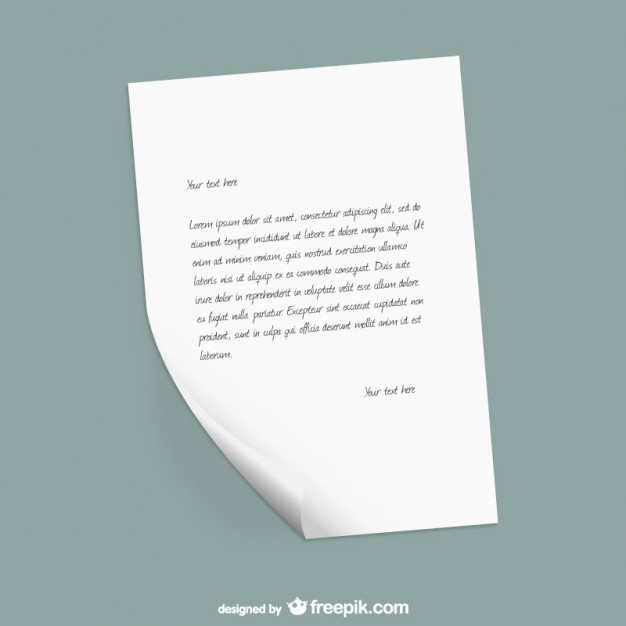 Your text here
Lorem ipsum dolor sit amet, consectetur adipiscing elit, sed do
eiusmod tempor incididunt ut labore et dolore magna aliqua. Ut
enim ad minim veniam, quis nostrud exercitation ullamco
laboris nisi ut aliquip ex ea commodo consequat. Duis aute
irure dolor in reprehenderit in voluptate velit esse cillum dolore
eu fugiat nulla pariatur. Excepteur sint occaecat cupidatat non
proident, sunt in culpa qui officia deserunt mollit anim id est
laborum.
Your text here
designed by freepik.com